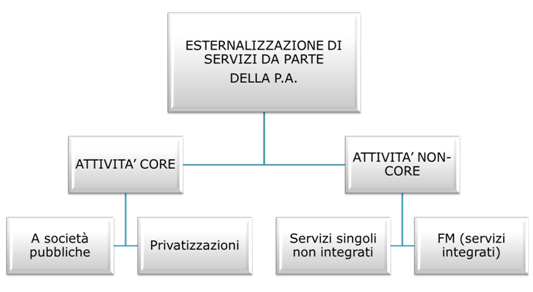 ESTERNALIZZAZIONE DI
SERVIZI DA PARTE
DELLA P.A.
ATTIVITA’ CORE
ATTIVITA’ NON-
CORE
A società
pubbliche
Privatizzazioni
Servizi singoli
non integrati
FM (servizi
integrati)